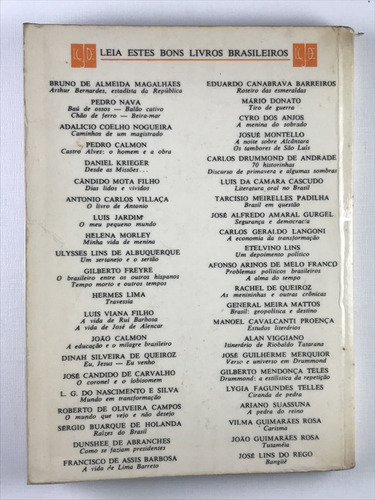 LEIA ESTES BONS LIVROS BRASILEIROS
BRUNO DE ALMEIDA MAGALHÃES
Arthur Bernardes, estadista da República
PEDRO NAVA
Baú de ossos — Balão cativo
Chão de ferro — Beira-mar
ADALICIO COELHO NOGUEIRA
Caminhos de um magistrado
PEDRO CALMON
Castro Alves: o homem e a obra
DANIEL KRIEGER
Desde as Missões...
CÂNDIDO MOTA FILHO
Dias lidos e vividos
ANTONIO CARLOS VILLAÇA
O livro de Antonio
LUIS JARDIM
O meu pequeno mundo
HELENA MORLEY
Minha vida de menina
ULYSSES LINS DE ALBUQUERQUE
Um sertanejo e o sertão
GILBERTO FREYRE
O brasileiro entre os outros hispanos
Tempo morto e outros tempos
HERMES LIMA
Travessia
LUIS VIANA FILHO
A vida de Rui Barbosa
A vida de José de Alencar
JOÃO CALMON
A educação e o milagre brasileiro
DINAH SILVEIRA DE QUEIROZ
Eu, Jesus — Eu venho
JOSÉ CÂNDIDO DE CARVALHO
O coronel e o lobisomem
L. G. DO NASCIMENTO E SILVA
Mundo em transformação
ROBERTO DE OLIVEIRA CAMPOS
O mundo que vejo e não desejo
SÉRGIO BUARQUE DE HOLANDA
Raízes do Brasil
DUNSHEE DE ABRANCHES
Como se faziam presidentes
FRANCISCO DE ASSIS BARBOSA
A vida de Lima Barreto
EDUARDO CANABRAVA BARREIROS
Roteiro das esmeraldas
MÁRIO DONATO
Tiro de guerra
CYRO DOS ANJOS
A menina do sobrado
JOSUÉ MONTELLO
A noite sobre Alcântara
Os tambores de São Luís
CARLOS DRUMMOND DE ANDRADE
70 historinhas
Discurso de primavera e algumas sombras
LUIS DA CAMARA CASCUDO
Literatura oral no Brasil
TARCISIO MEIRELLES PADILHA
Brasil em questão
JOSÉ ALFREDO AMARAL GURGEL
Segurança e democracia
CARLOS GERALDO LANGONI
A economia da transformação
ETELVINO LINS
Um depoimento político
AFONSO ARINOS DE MELO FRANCO
Problemas políticos brasileiros
A alma do tempo
RACHEL DE QUEIROZ
As menininhas e outras crônicas
GENERAL MEIRA MATTOS
Brasil: geopolítica e destino
MANOEL CAVALCANTI PROENÇA
Estudos literários
ALAN VIGGIANO
Itinerário de Riobaldo Tatarana
JOSÉ GUILHERME MERQUIOR
Verso e universo em Drummond
GILBERTO MENDONÇA TELES
Drummond: a estilística da repetição
LYGIA FAGUNDES TELLES
Ciranda de pedra
ARIANO SUASSUNA
A pedra do reino
VILMA GUIMARÃES ROSA
Carisma
JOÃO GUIMARÃES ROSA
Tutaméia
JOSÉ LINS DO REGO
Bangüê